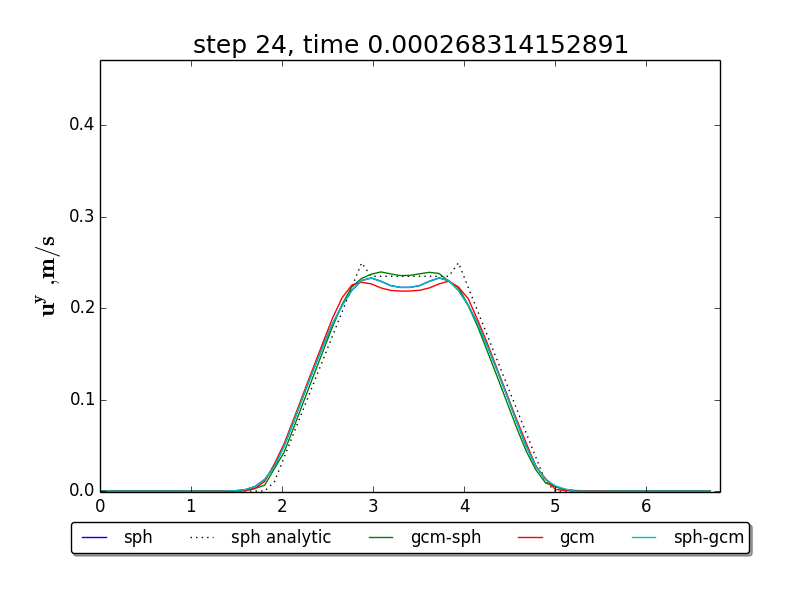 step 24, time 0.000268314152891
0.4
0.3
0.2
0.1
0.0
u^y ,m/s
0 1 2 3 4 5 6
sph sph analytic gcm-sph gcm sph-gcm